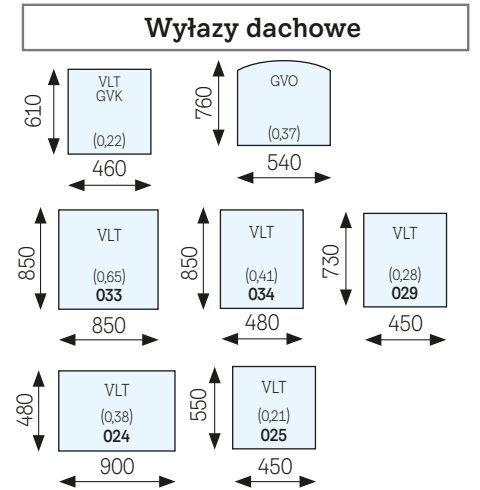 Wyłazy dachowe
610
VLT
GVK
(0,22)
460
760
GVO
(0,37)
540
850
VLT
(0,65)
033
850
850
VLT
(0,41)
034
480
730
VLT
(0,28)
029
450
480
VLT
(0,38)
024
900
550
VLT
(0,21)
025
450